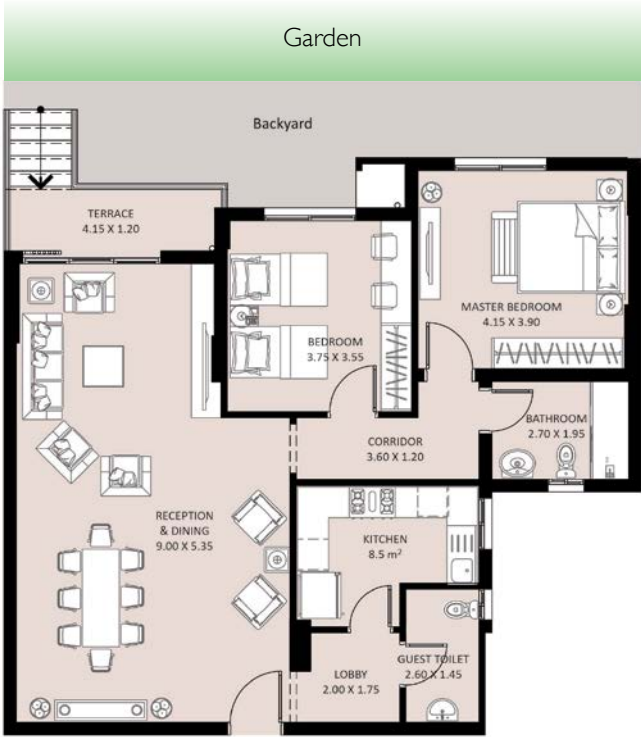 Garden
Backyard
TERRACE
4.15 X 1.20
MASTER BEDROOM
4.15 X 3.90
BEDROOM
3.75 X 3.55
BATHROOM
2.70 X 1.95
CORRIDOR
3.60 X 1.20
RECEPTION
& DINING
9.00 X 5.35
KITCHEN
8.5 m²
GUEST TOILET
2.60 X 1.45
LOBBY
2.00 X 1.75